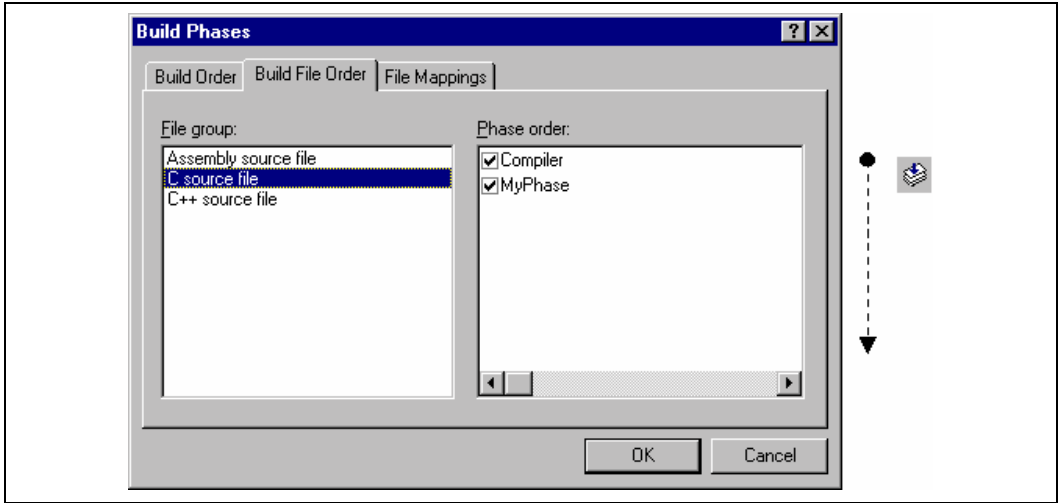 Build Phases
Build Order Build File Order File Mappings
File group: Phase order:
Assembly source file Compiler
C source file MyPhase
C++ source file
OK Cancel